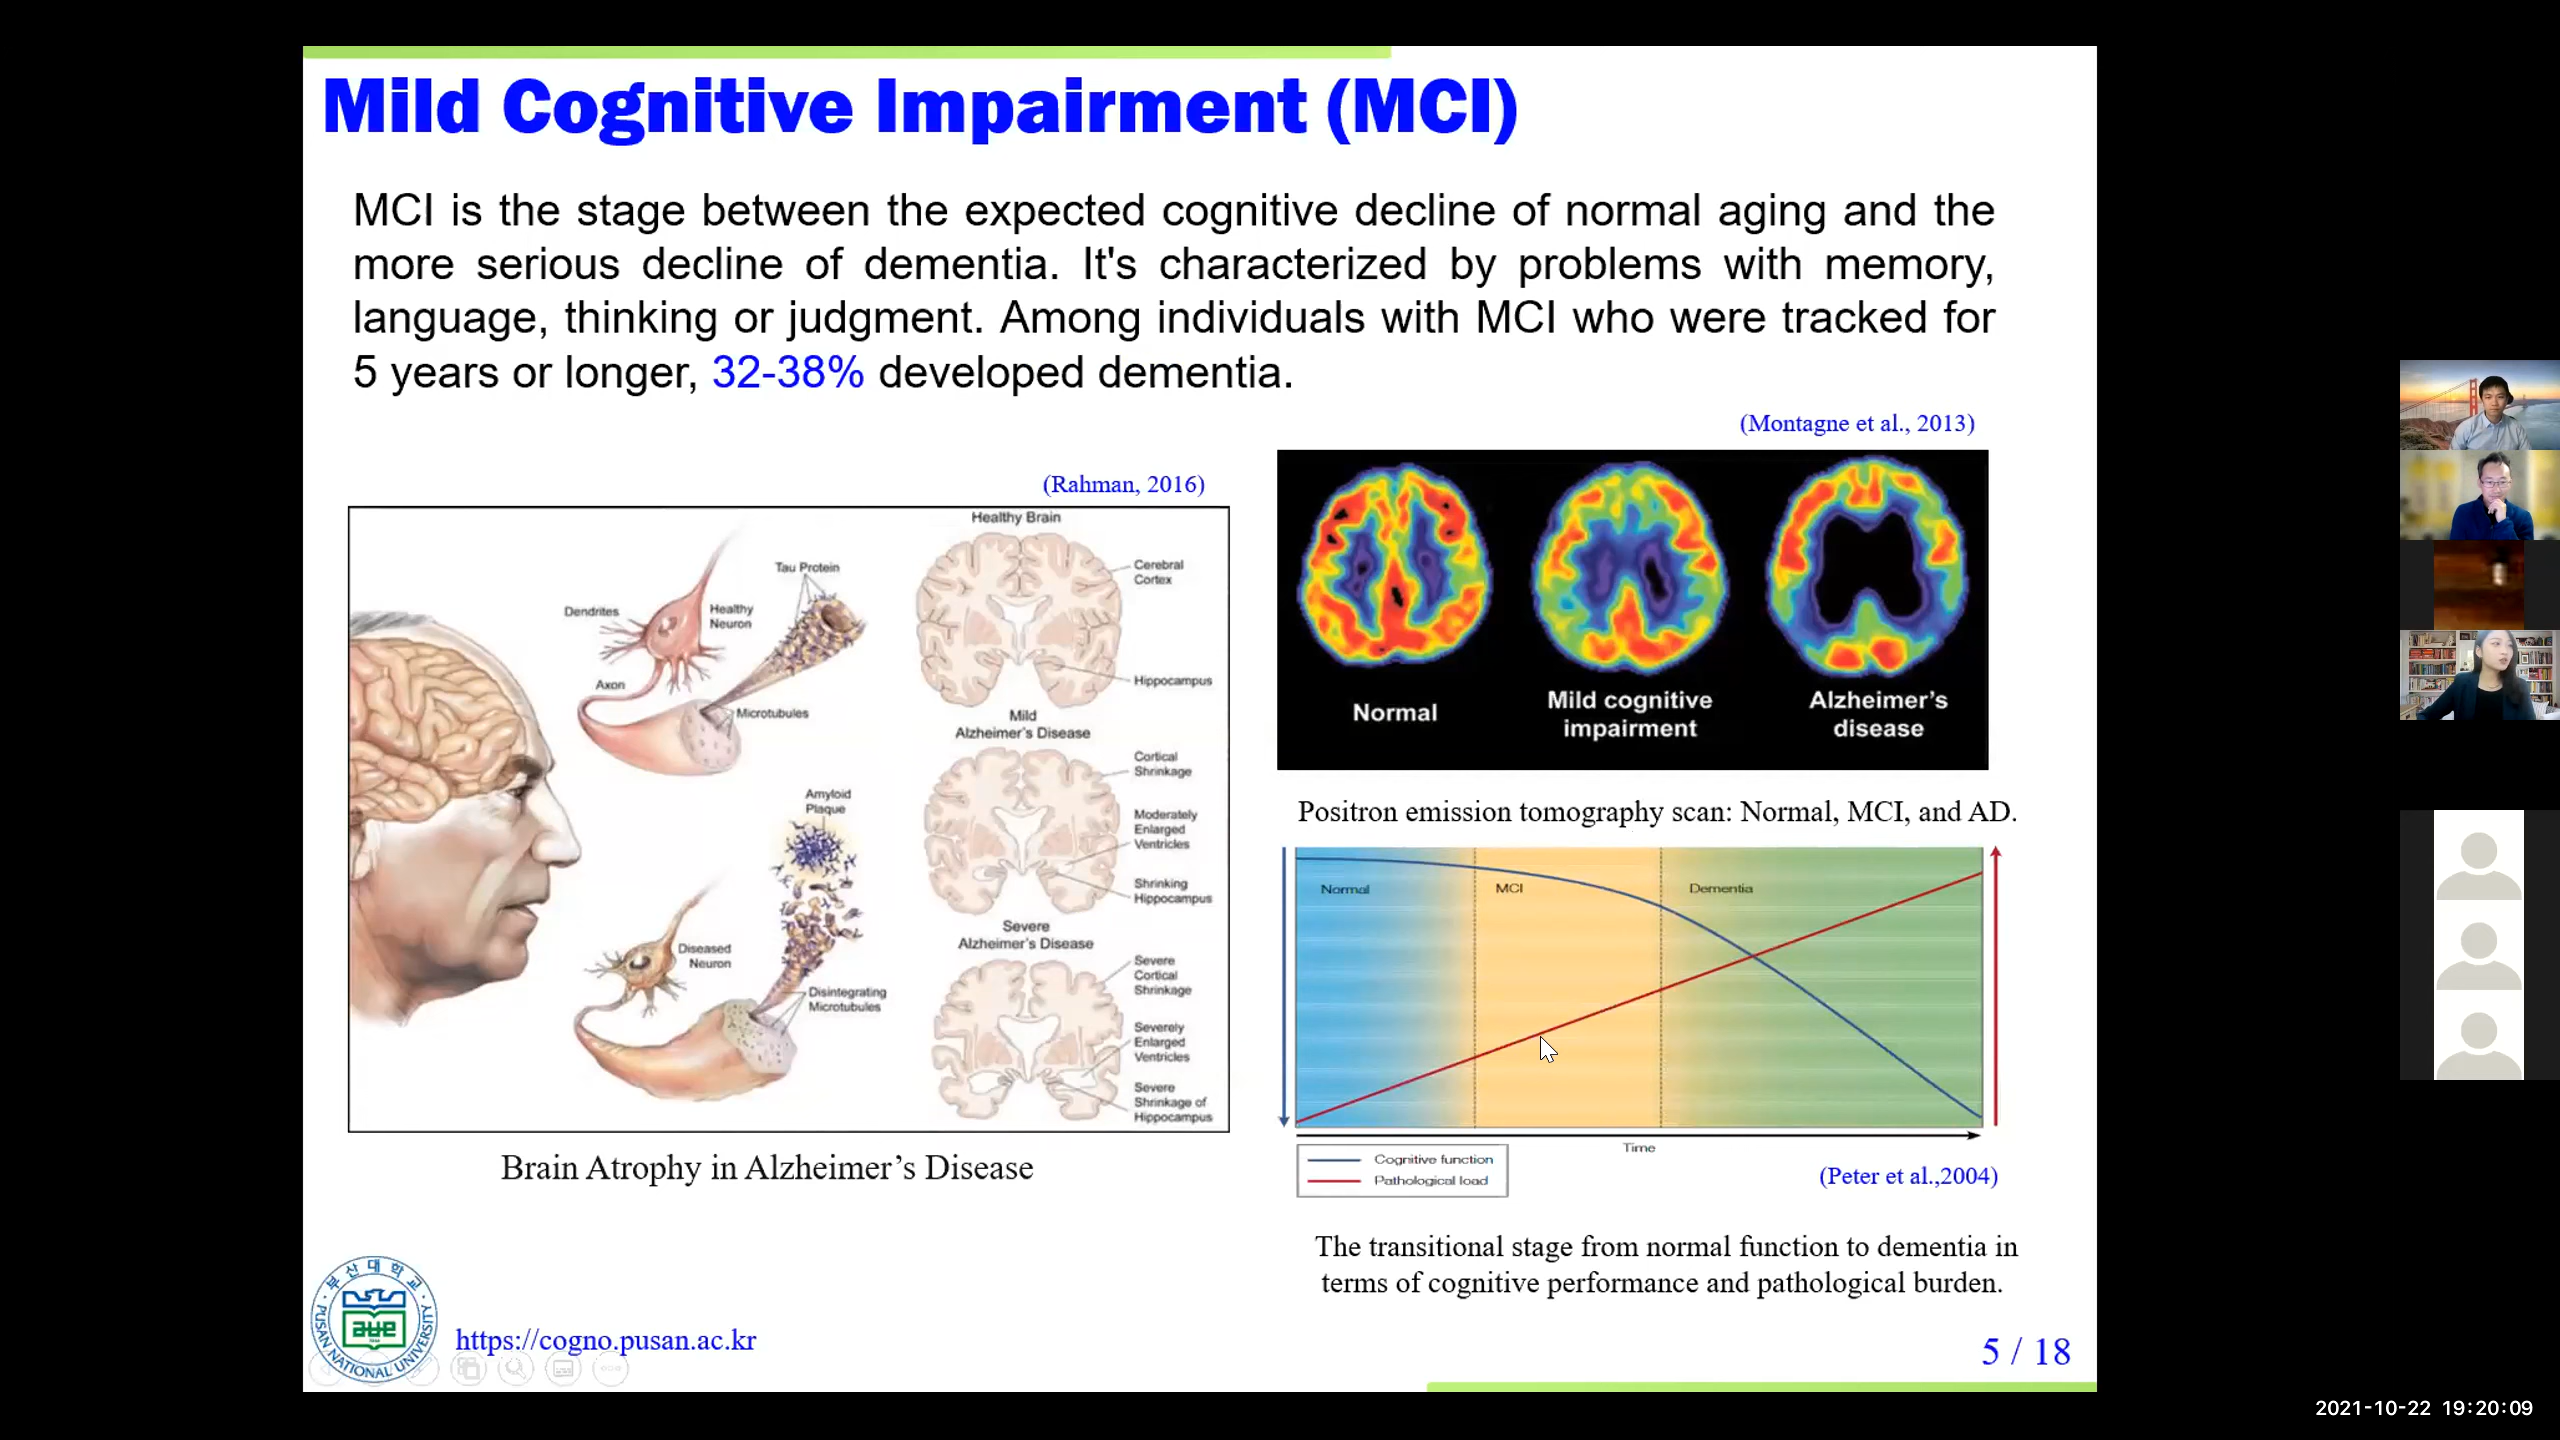 Mild Cognitive Impairment (MCI)
MCI is the stage between the expected cognitive decline of normal aging and the
more serious decline of dementia. It's characterized by problems with memory,
language, thinking or judgment. Among individuals with MCI who were tracked for
5 years or longer, 32-38% developed dementia.
(Rahman, 2016)
Healthy Brain
Tau Protein
Dendrites
Healthy
Neuron
Axon
Microtubules
Cerebral
Cortex
Hippocampus
Mild
Alzheimer's Disease
Cortical
Shrinkage
Moderately
Enlarged
Ventricles
Shrinking
Hippocampus
Amyloid
Plaque
Diseased
Neuron
Disintegrating
Microtubules
Severe
Alzheimer's Disease
Severe
Cortical
Shrinkage
Severely
Enlarged
Ventricles
Severe
Shrinkage of
Hippocampus
Brain Atrophy in Alzheimer’s Disease
(Montagne et al., 2013)
Normal
Mild cognitive
impairment
Alzheimer’s
disease
Positron emission tomography scan: Normal, MCI, and AD.
Normal
MCI
Dementia
Time
Cognitive function
Pathological load
(Peter et al.,2004)
The transitional stage from normal function to dementia in
terms of cognitive performance and pathological burden.
부산대학교
PUSAN NATIONAL UNIVERSITY
https://cogno.pusan.ac.kr
5 / 18
2021-10-22 19:20:09